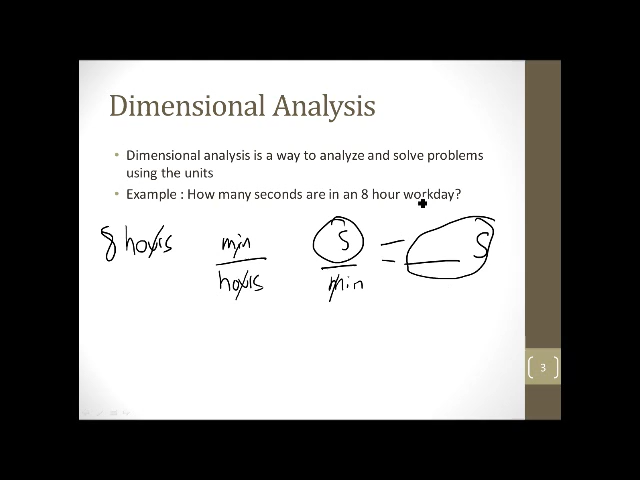 Dimensional Analysis
• Dimensional analysis is a way to analyze and solve problems
using the units
• Example : How many seconds are in an 8 hour workday?
8 hours min/hours s/min = ___ s
3